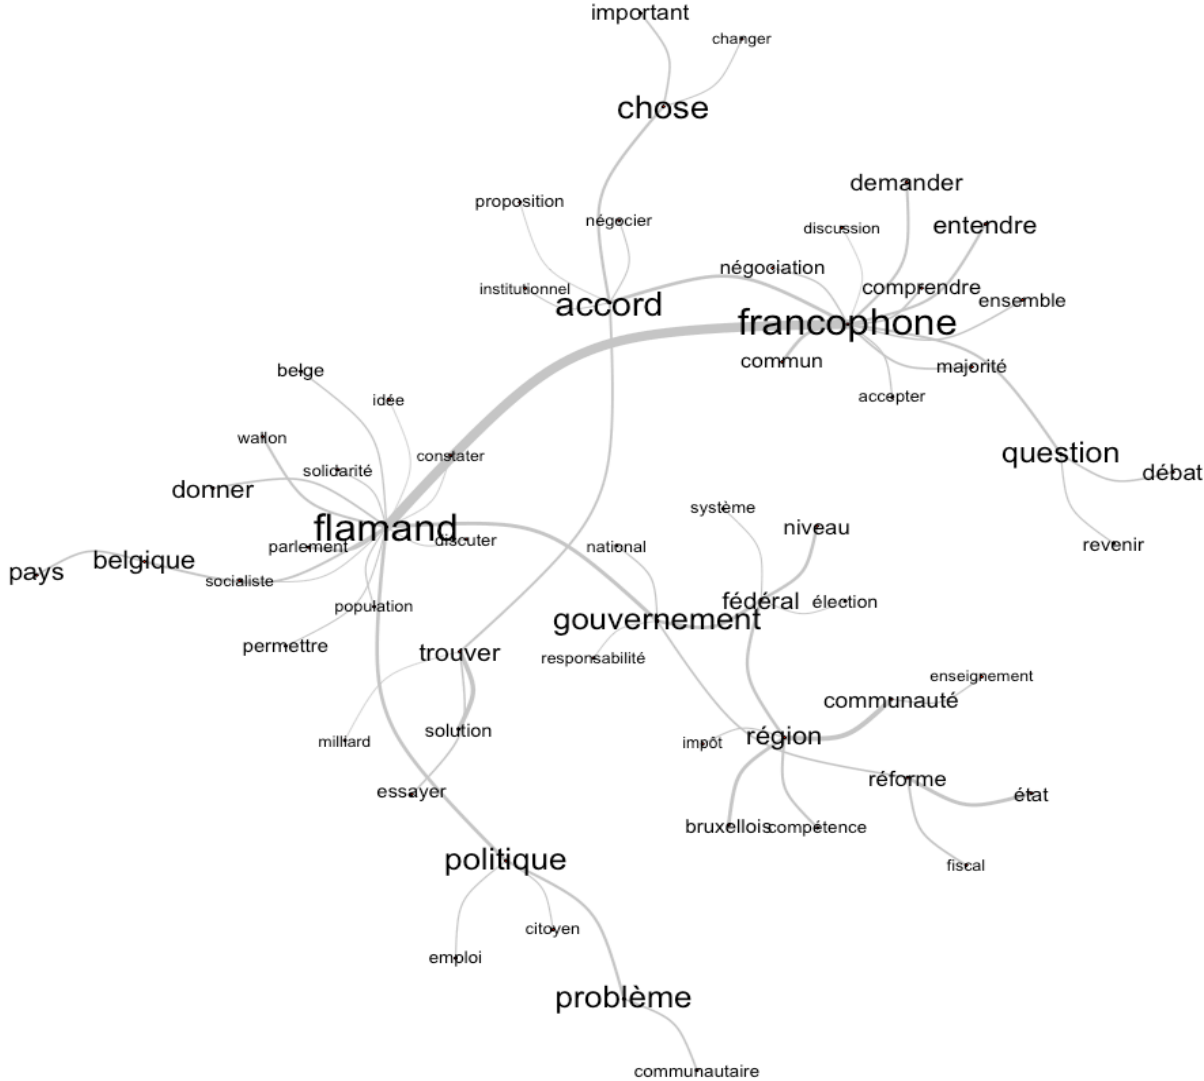 important
changer
chose
demander
proposition
négocier
entendre
discussion
négociation
institutionnel
comprendre
ensemble
accord
francophone
commun
majorité
belge
accepter
idée
wallon
constater
question
solidarité
débat
donner
système
flamand
niveau
discuter
parlement
national
revenir
belgique
pays
socialiste
fédéral
élection
population
gouvernement
permettre
trouver
responsabilité
enseignement
communauté
solution
milliard
impôt
région
réforme
essayer
état
bruxellois
compétence
politique
fiscal
citoyen
emploi
problème
communautaire